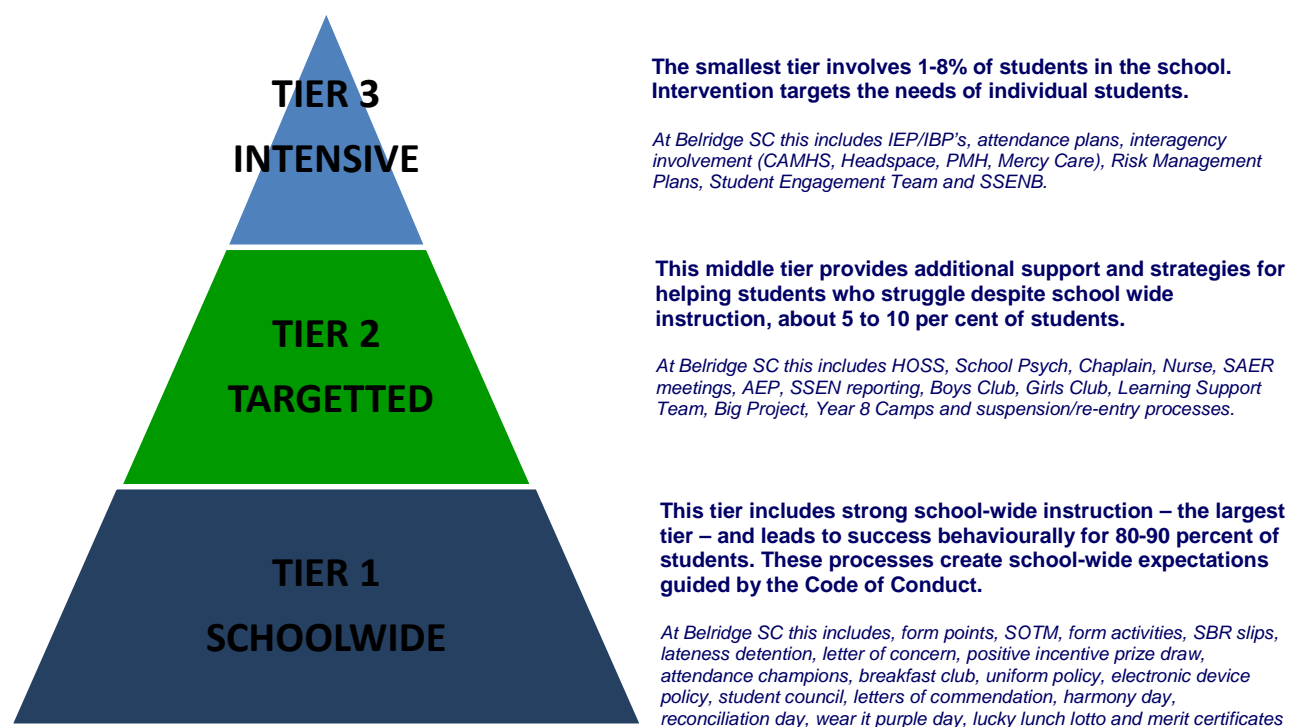 TIER 3
INTENSIVE
The smallest tier involves 1-8% of students in the school.
Intervention targets the needs of individual students.
At Belridge SC this includes IEP/IBP's, attendance plans, interagency
involvement (CAMHS, Headspace, PMH, Mercy Care), Risk Management
Plans, Student Engagement Team and SSENB.
TIER 2
TARGETTED
This middle tier provides additional support and strategies for
helping students who struggle despite school wide
instruction, about 5 to 10 per cent of students.
At Belridge SC this includes HOSS, School Psych, Chaplain, Nurse, SAER
meetings, AEP, SSEN reporting, Boys Club, Girls Club, Learning Support
Team, Big Project, Year 8 Camps and suspension/re-entry processes.
TIER 1
SCHOOLWIDE
This tier includes strong school-wide instruction – the largest
tier – and leads to success behaviourally for 80-90 percent of
students. These processes create school-wide expectations
guided by the Code of Conduct.
At Belridge SC this includes, form points, SOTM, form activities, SBR slips,
lateness detention, letter of concern, positive incentive prize draw,
attendance champions, breakfast club, uniform policy, electronic device
policy, student council, letters of commendation, harmony day,
reconciliation day, wear it purple day, lucky lunch lotto and merit certificates